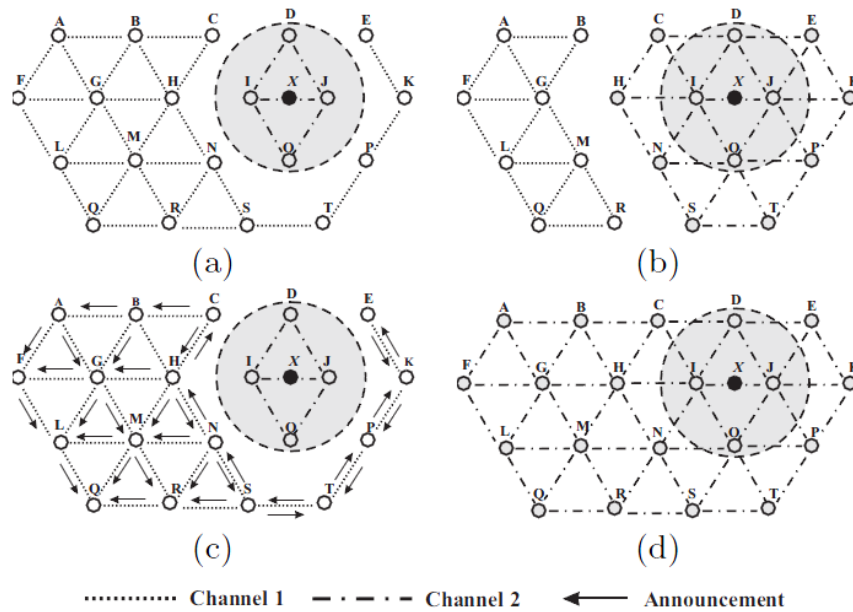 A B C D E
F G H I X J K
L M N O P
Q R S T
(a)
A B C D E
F G H I X J
L M N O P
Q R S T
(b)
A B C D E
F G H I X J K
L M N O P
Q R S T
(c)
A B C D E
F G H I X J
L M N O P
Q R S T
(d)
Channel 1 Channel 2 Announcement